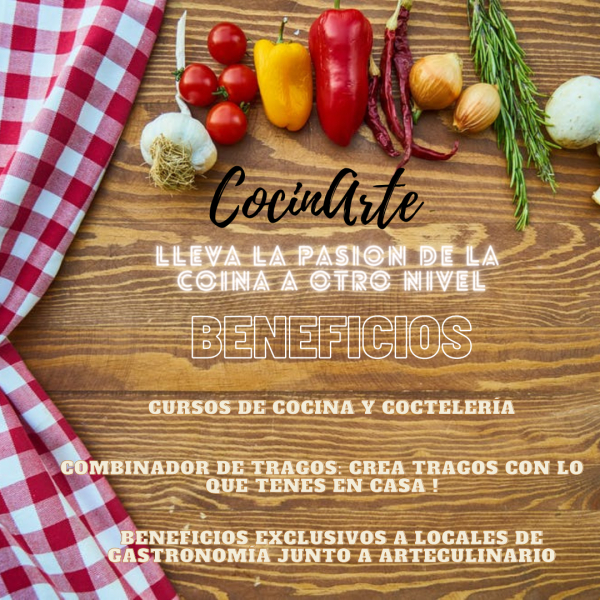 CocinArte
LLEVA LA PASION DE LA
COINA A OTRO NIVEL
BENEFICIOS
CURSOS DE COCINA Y COCTELERÍA
COMBINADOR DE TRAGOS: CREA TRAGOS CON LO
QUE TENES EN CASA !
BENEFICIOS EXCLUSIVOS A LOCALES DE
GASTRONOMIA JUNTO A ARTECULINARIO